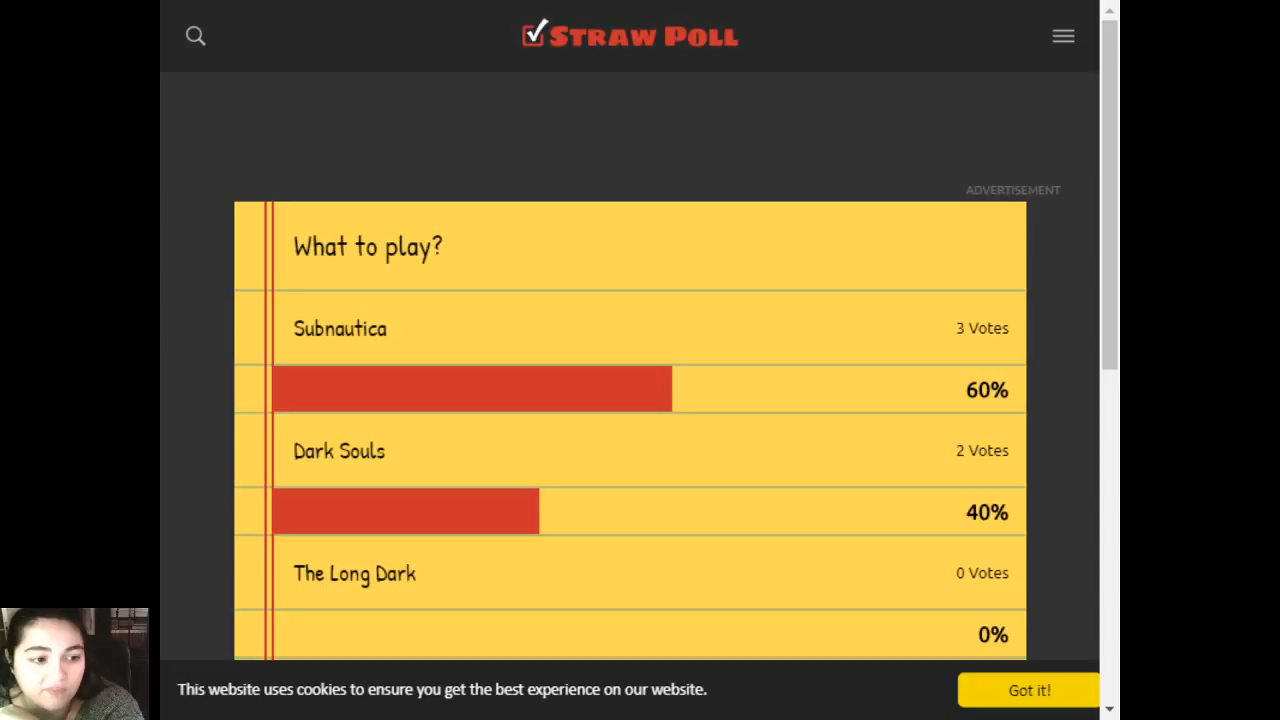 STRAW POLL
ADVERTISEMENT
What to play?
Subnautica 3 Votes
60%
Dark Souls 2 Votes
40%
The Long Dark 0 Votes
0%
This website uses cookies to ensure you get the best experience on our website. Got it!